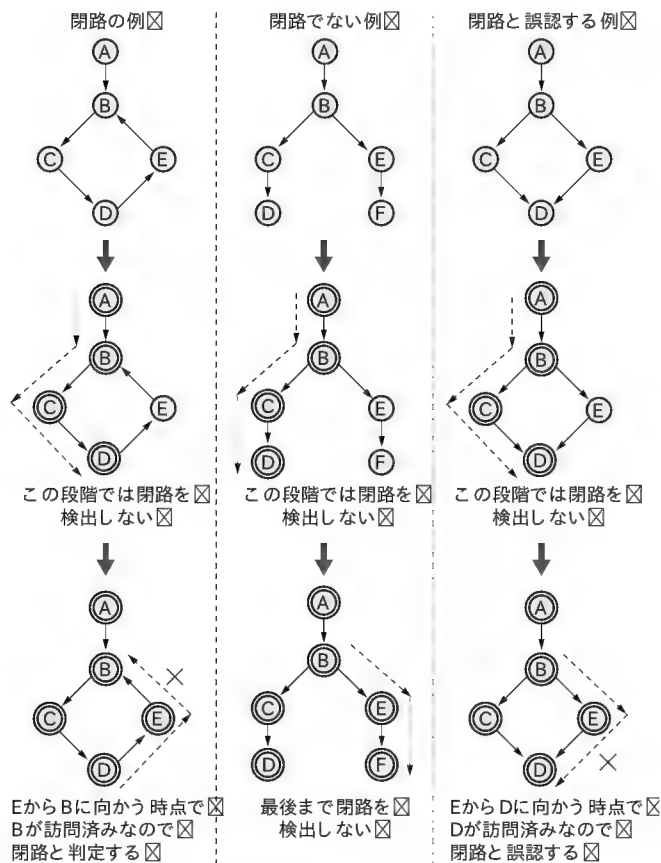 閉路の例
A
B
C
E
D
A
B
C
D
E
この段階では閉路を
検出しない
A
B
C
E
D
EからBに向かう時点で
Bが訪問済みなので
閉路と判定する
閉路でない例
A
B
C
E
D
F
A
B
C
E
D
F
この段階では閉路を
検出しない
A
B
C
E
D
F
最後まで閉路を
検出しない
閉路と誤認する例
A
B
C
E
D
A
B
C
E
D
この段階では閉路を
検出しない
A
B
C
E
D
EからDに向かう時点で
Dが訪問済みなので
閉路と誤認する